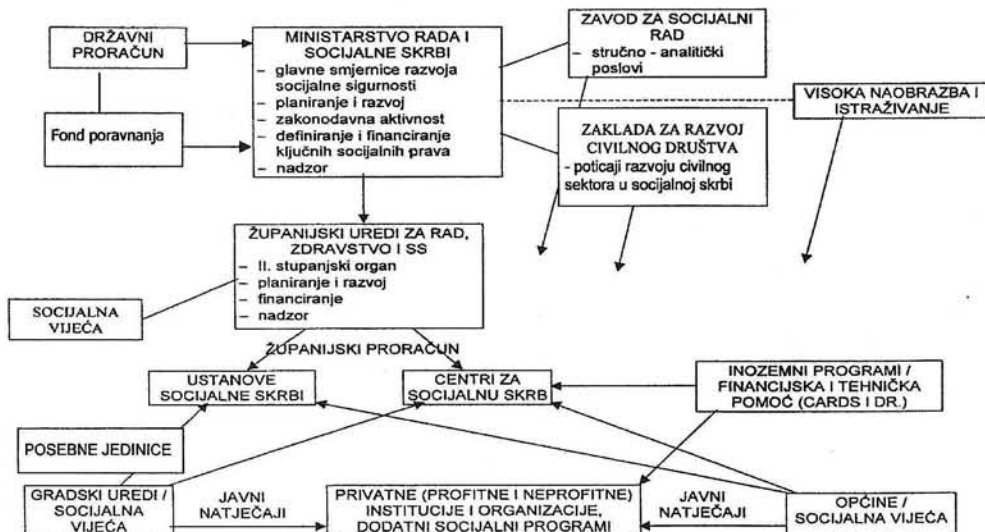 DRŽAVNI
PRORAČUN
Fond poravnanja
MINISTARSTVO RADA I
SOCIJALNE SKRBI
– glavne smjernice razvoja
socijalne sigurnosti
– planiranje i razvoj
– zakonodavna aktivnost
– definiranje i financiranje
ključnih socijalnih prava
– nadzor
ZAVOD ZA SOCIJALNI
RAD
– stručno - analitički
poslovi
VISOKA NAOBRAZBA I
ISTRAŽIVANJE
ZAKLADA ZA RAZVOJ
CIVILNOG DRUŠTVA
- poticaji razvoju civilnog
sektora u socijalnoj skrbi
ŽUPANIJSKI UREDI ZA RAD,
ZDRAVSTVO I SS
– II. stupanjski organ
– planiranje i razvoj
– financiranje
– nadzor
SOCIJALNA
VIJEĆA
ŽUPANIJSKI PRORAČUN
USTANOVE
SOCIJALNE SKRBI
CENTRI ZA
SOCIJALNU SKRB
INOZEMNI PROGRAMI /
FINANCIJSKA I TEHNIČKA
POMOĆ (CARDS I DR.)
POSEBNE JEDINICE
GRADSKI UREDI /
SOCIJALNA
VIJEĆA
JAVNI
NATJEČAJI
PRIVATNE (PROFITNE I NEPROFITNE)
INSTITUCIJE I ORGANIZACIJE,
DODATNI SOCIJALNI PROGRAMI
JAVNI
NATJEČAJI
OPĆINE /
SOCIJALNA VIJEĆA